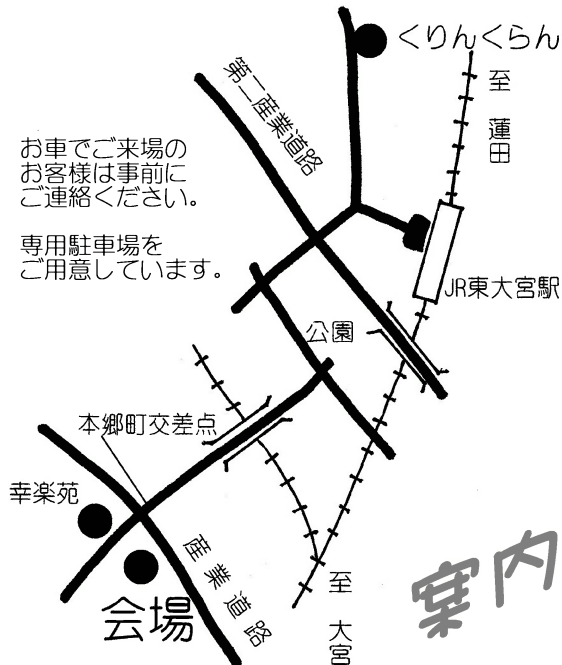 くりんくらん
至 蓮田
第二産業道路
お車でご来場の
お客様は事前に
ご連絡ください。
専用駐車場を
ご用意しています。
JR東大宮駅
公園
本郷町交差点
幸楽苑
会場
産業道路
至 大宮
案内